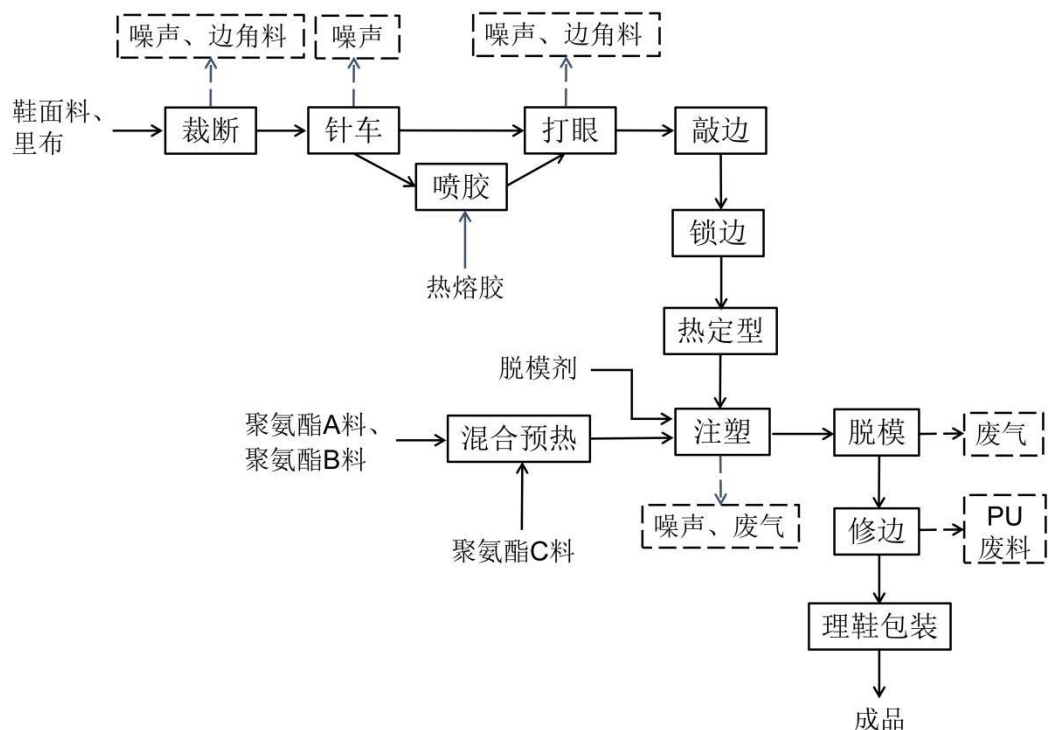 噪声、边角料
噪声
噪声、边角料
鞋面料、
里布
裁断
针车
打眼
敲边
喷胶
锁边
热熔胶
热定型
脱模剂
聚氨酯A料、
聚氨酯B料
混合预热
注塑
脱模
废气
噪声、废气
修边
PU
废料
聚氨酯C料
理鞋包装
成品